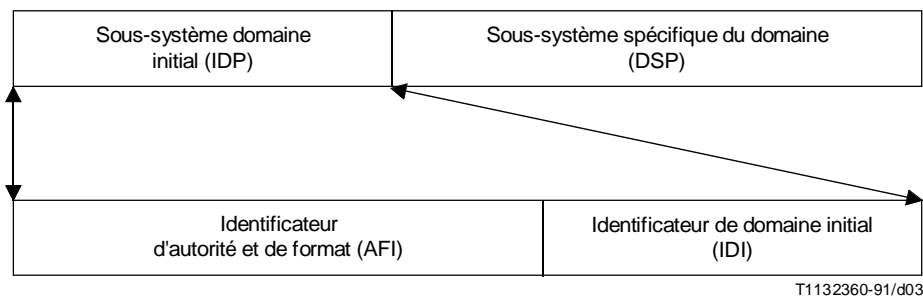 Sous-système domaine
initial (IDP)
Sous-système spécifique du domaine
(DSP)
Identificateur
d'autorité et de format (AFI)
Identificateur de domaine initial
(IDI)
T1132360-91/d03